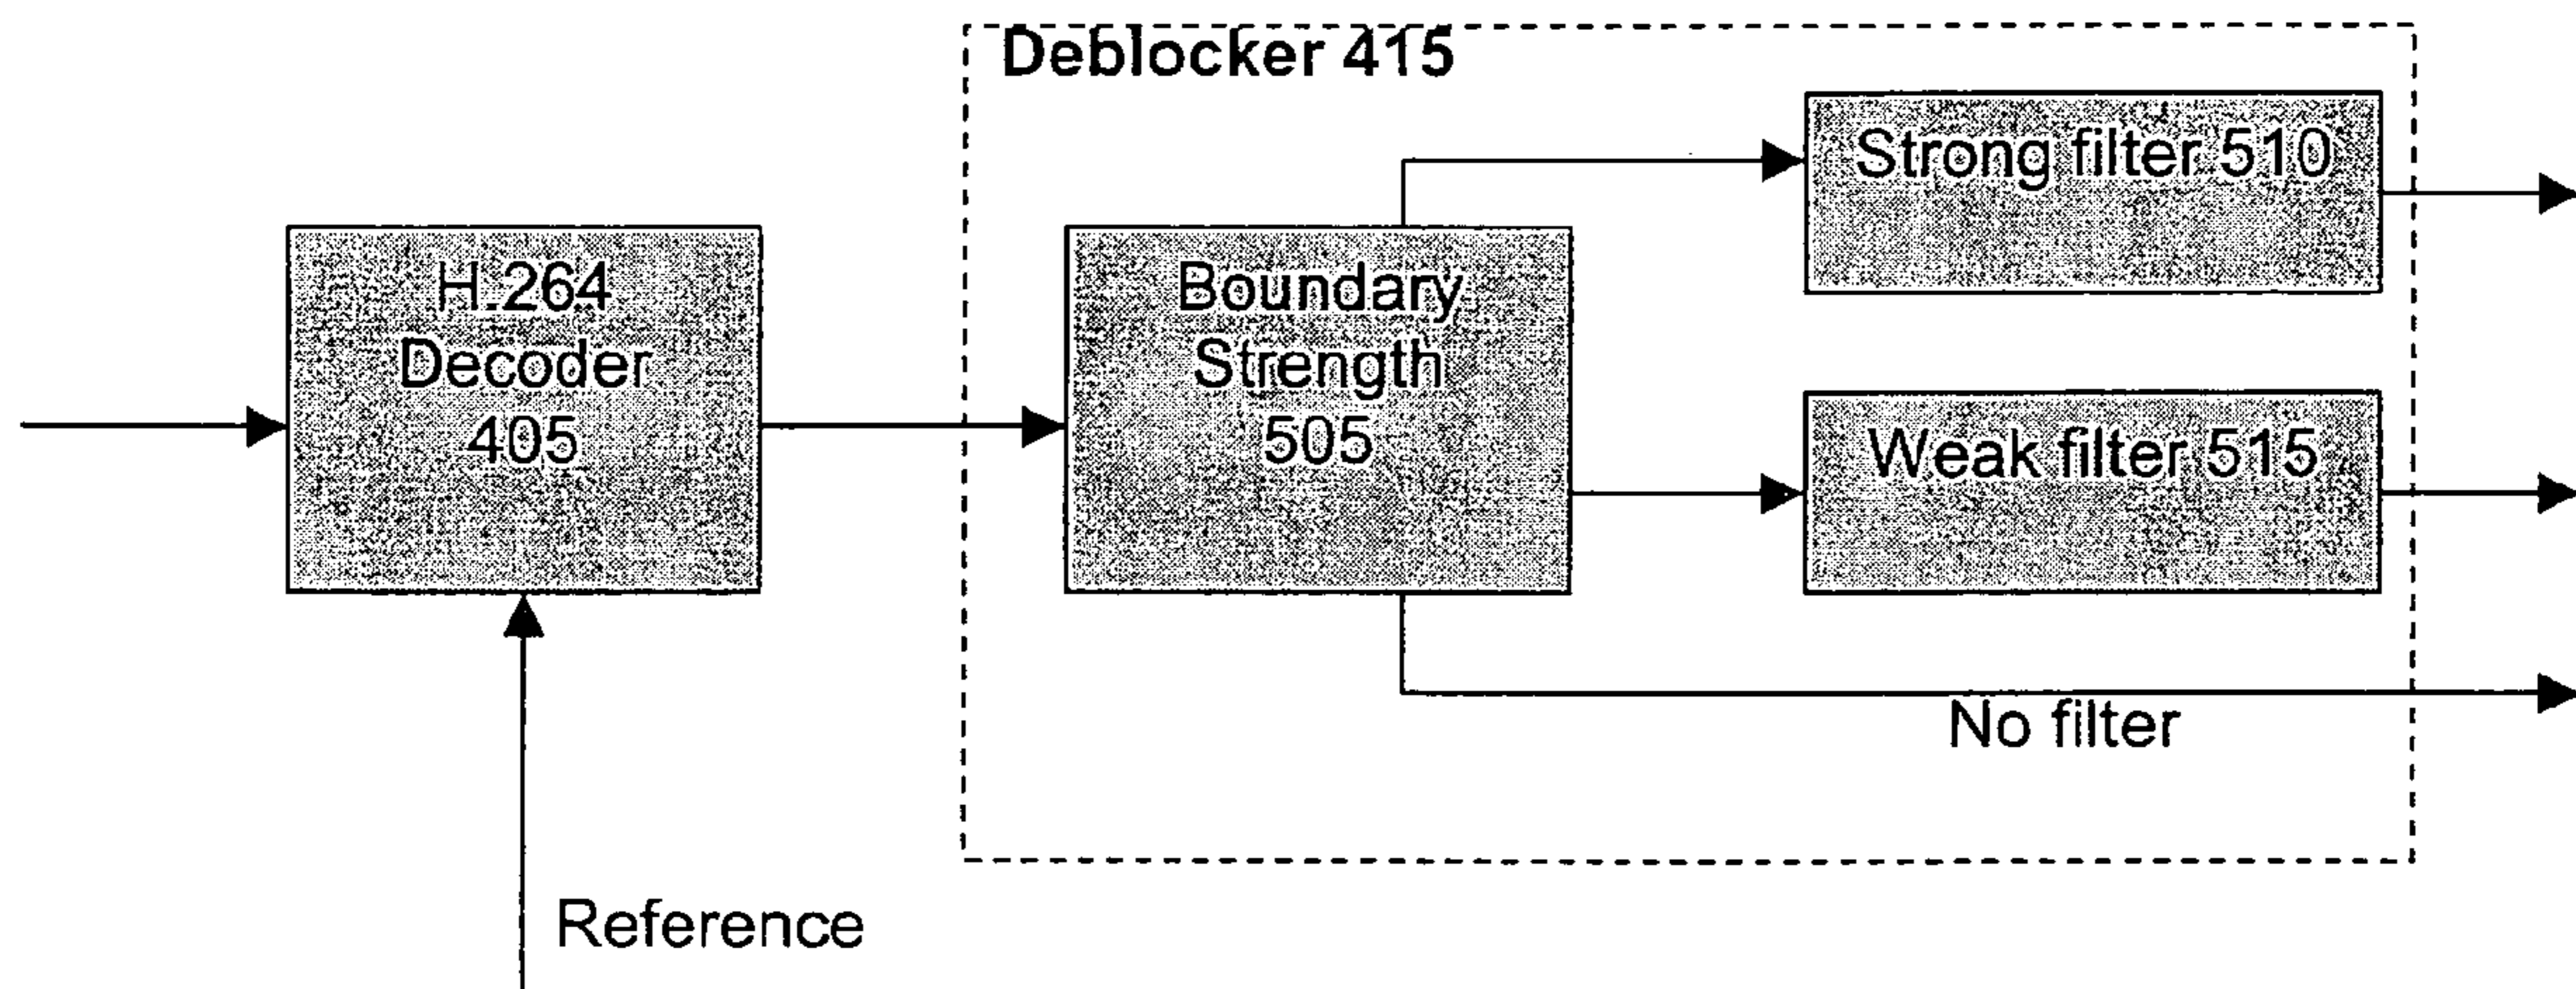 Deblocker 415
Strong filter 510
H.264
Decoder
405
Boundary
Strength
505
Weak filter 515
No filter
Reference